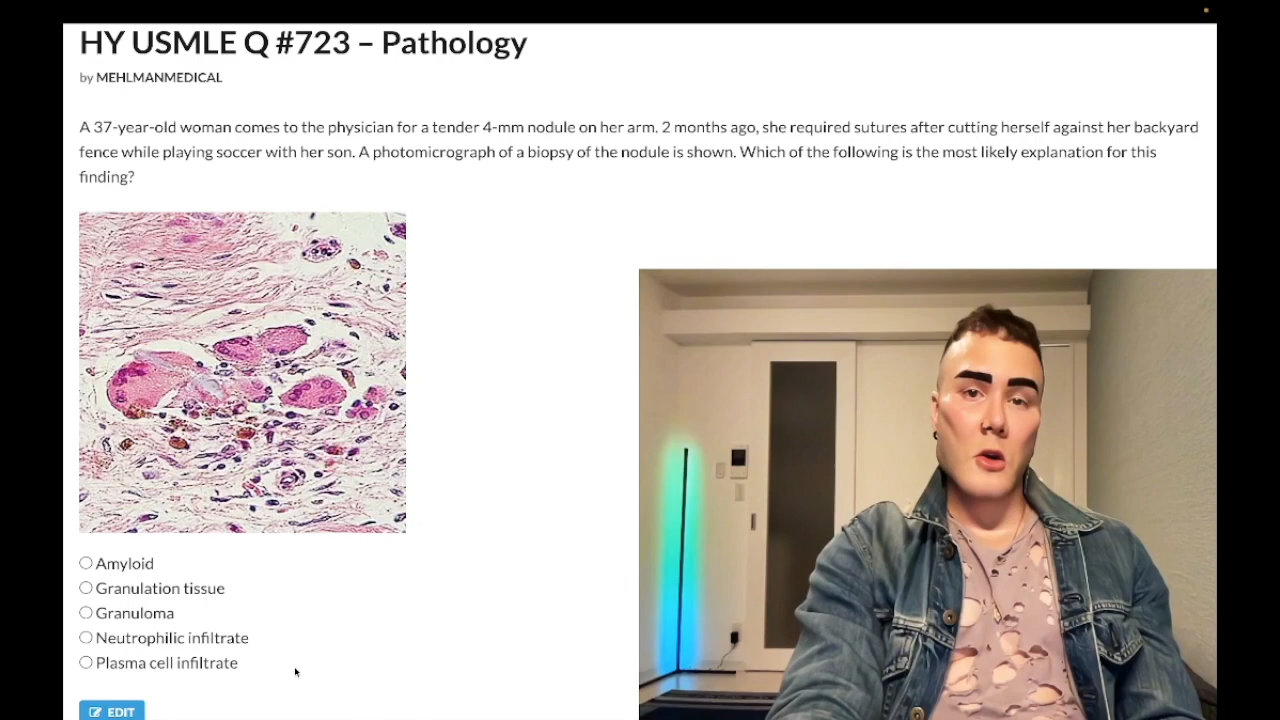 HY USMLE Q #723 – Pathology
by MEHLMANMEDICAL
A 37-year-old woman comes to the physician for a tender 4-mm nodule on her arm. 2 months ago, she required sutures after cutting herself against her backyard
fence while playing soccer with her son. A photomicrograph of a biopsy of the nodule is shown. Which of the following is the most likely explanation for this
finding?
Amyloid
Granulation tissue
Granuloma
Neutrophilic infiltrate
Plasma cell infiltrate
EDIT